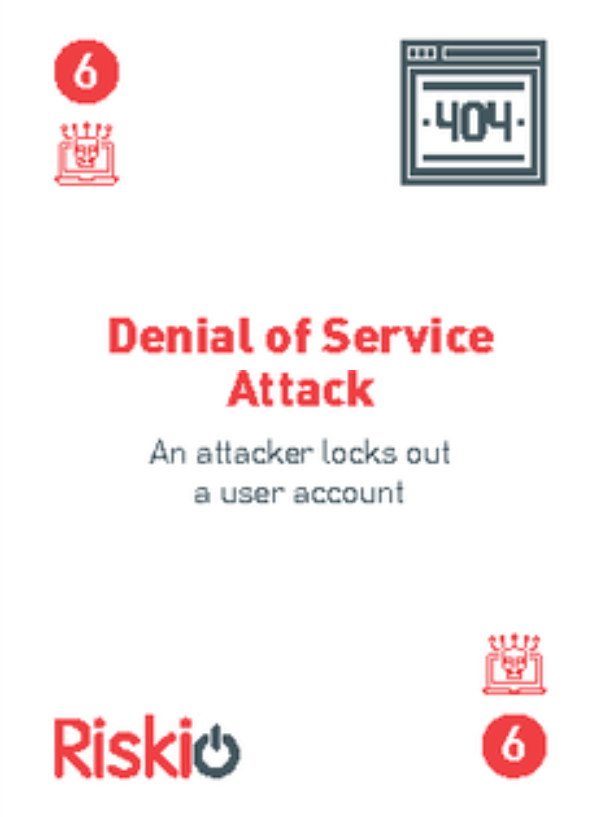 6
404
Denial of Service
Attack
An attacker locks out
a user account
Riskio
6